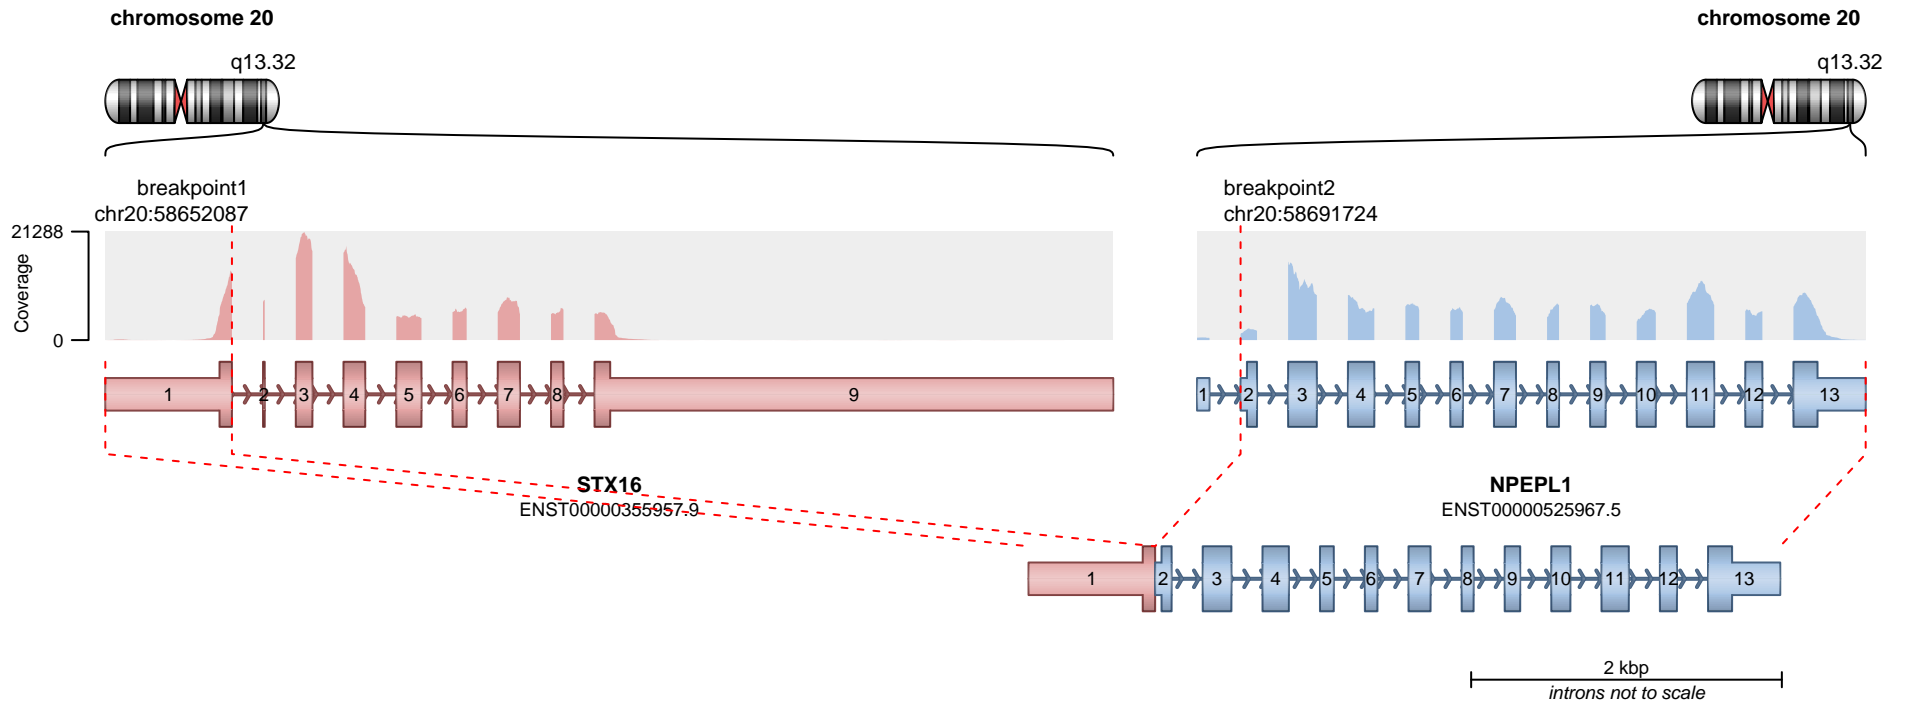 chromosome 20
chromosome 20
q13.32
q13.32
breakpoint1
chr20:58652087
breakpoint2
chr20:58691724
21288
Coverage
0
1 2 3 4 5 6 7 8 9
1 2 3 4 5 6 7 8 9 10 11 12 13
STX16
ENST00000355957.9
NPEPL1
ENST00000525967.5
1 2 3 4 5 6 7 8 9 10 11 12 13
2 kbp
introns not to scale